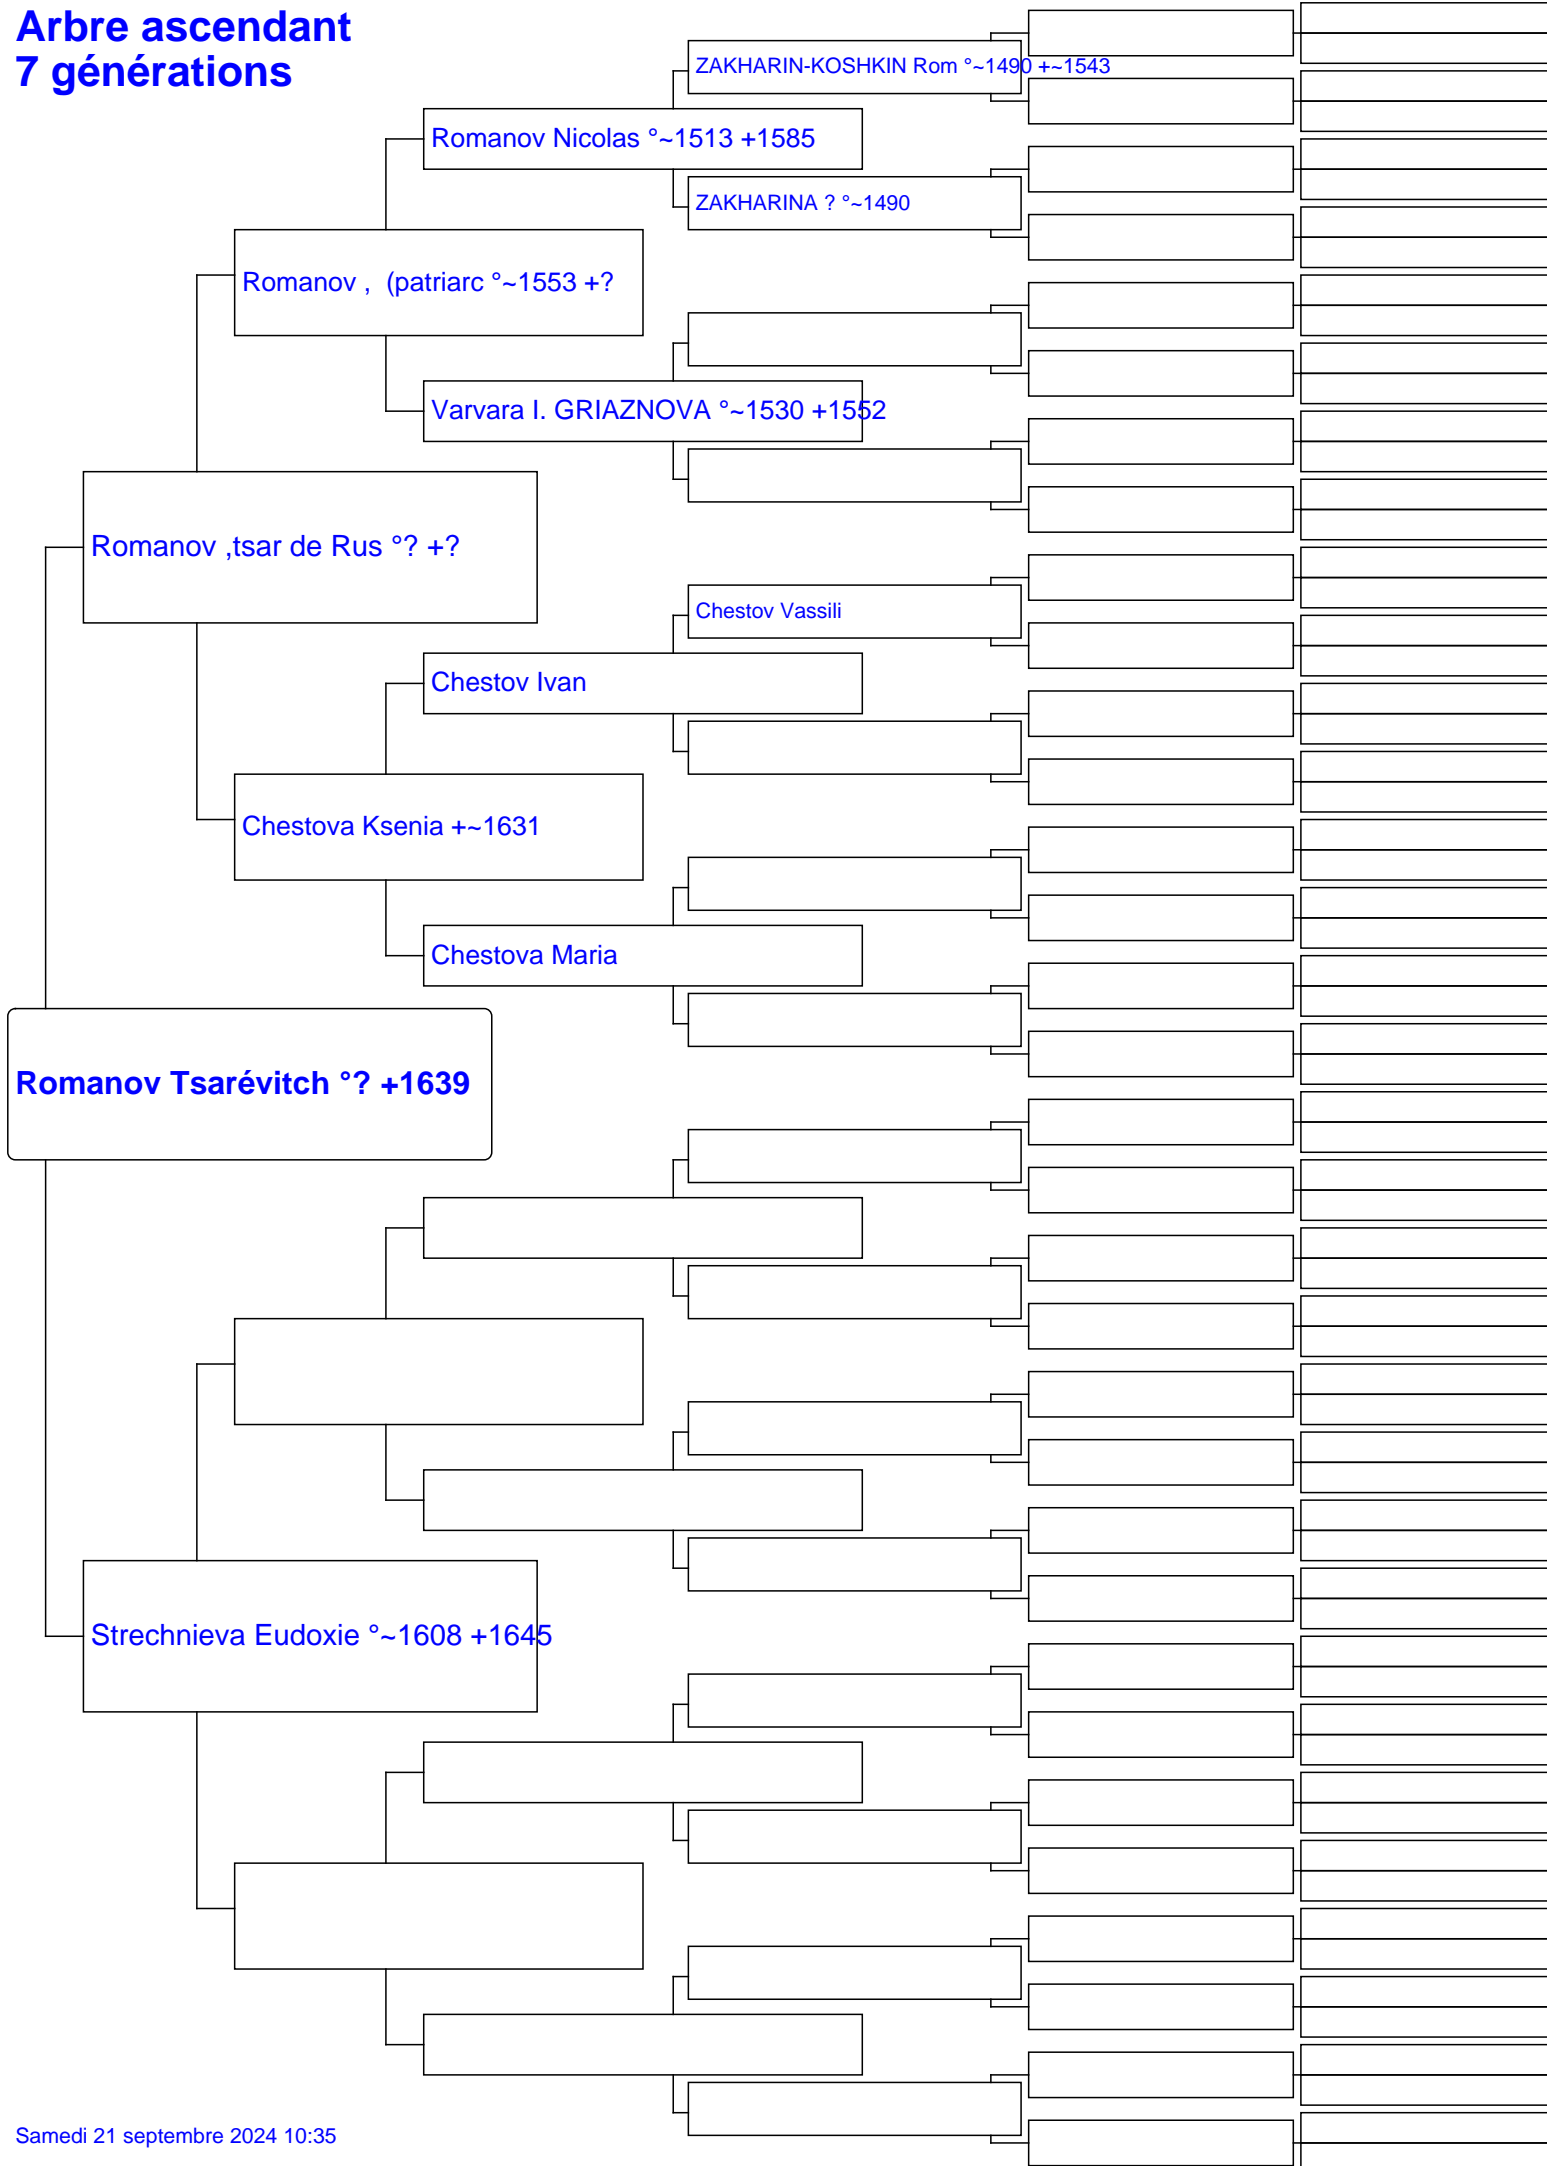 Arbre ascendant
7 générations
ZAKHARIN-KOSHKIN Rom °~1490 +~1543
Romanov Nicolas °~1513 +1585
ZAKHARINA ? °~1490
Romanov ,  (patriarc °~1553 +?
Varvara I. GRIAZNOVA °~1530 +1552
Romanov ,tsar de Rus °? +?
Chestov Vassili
Chestov Ivan
Chestova Ksenia +~1631
Chestova Maria
Romanov Tsarévitch °? +1639
Strechnieva Eudoxie °~1608 +1645
Samedi 21 septembre 2024 10:35